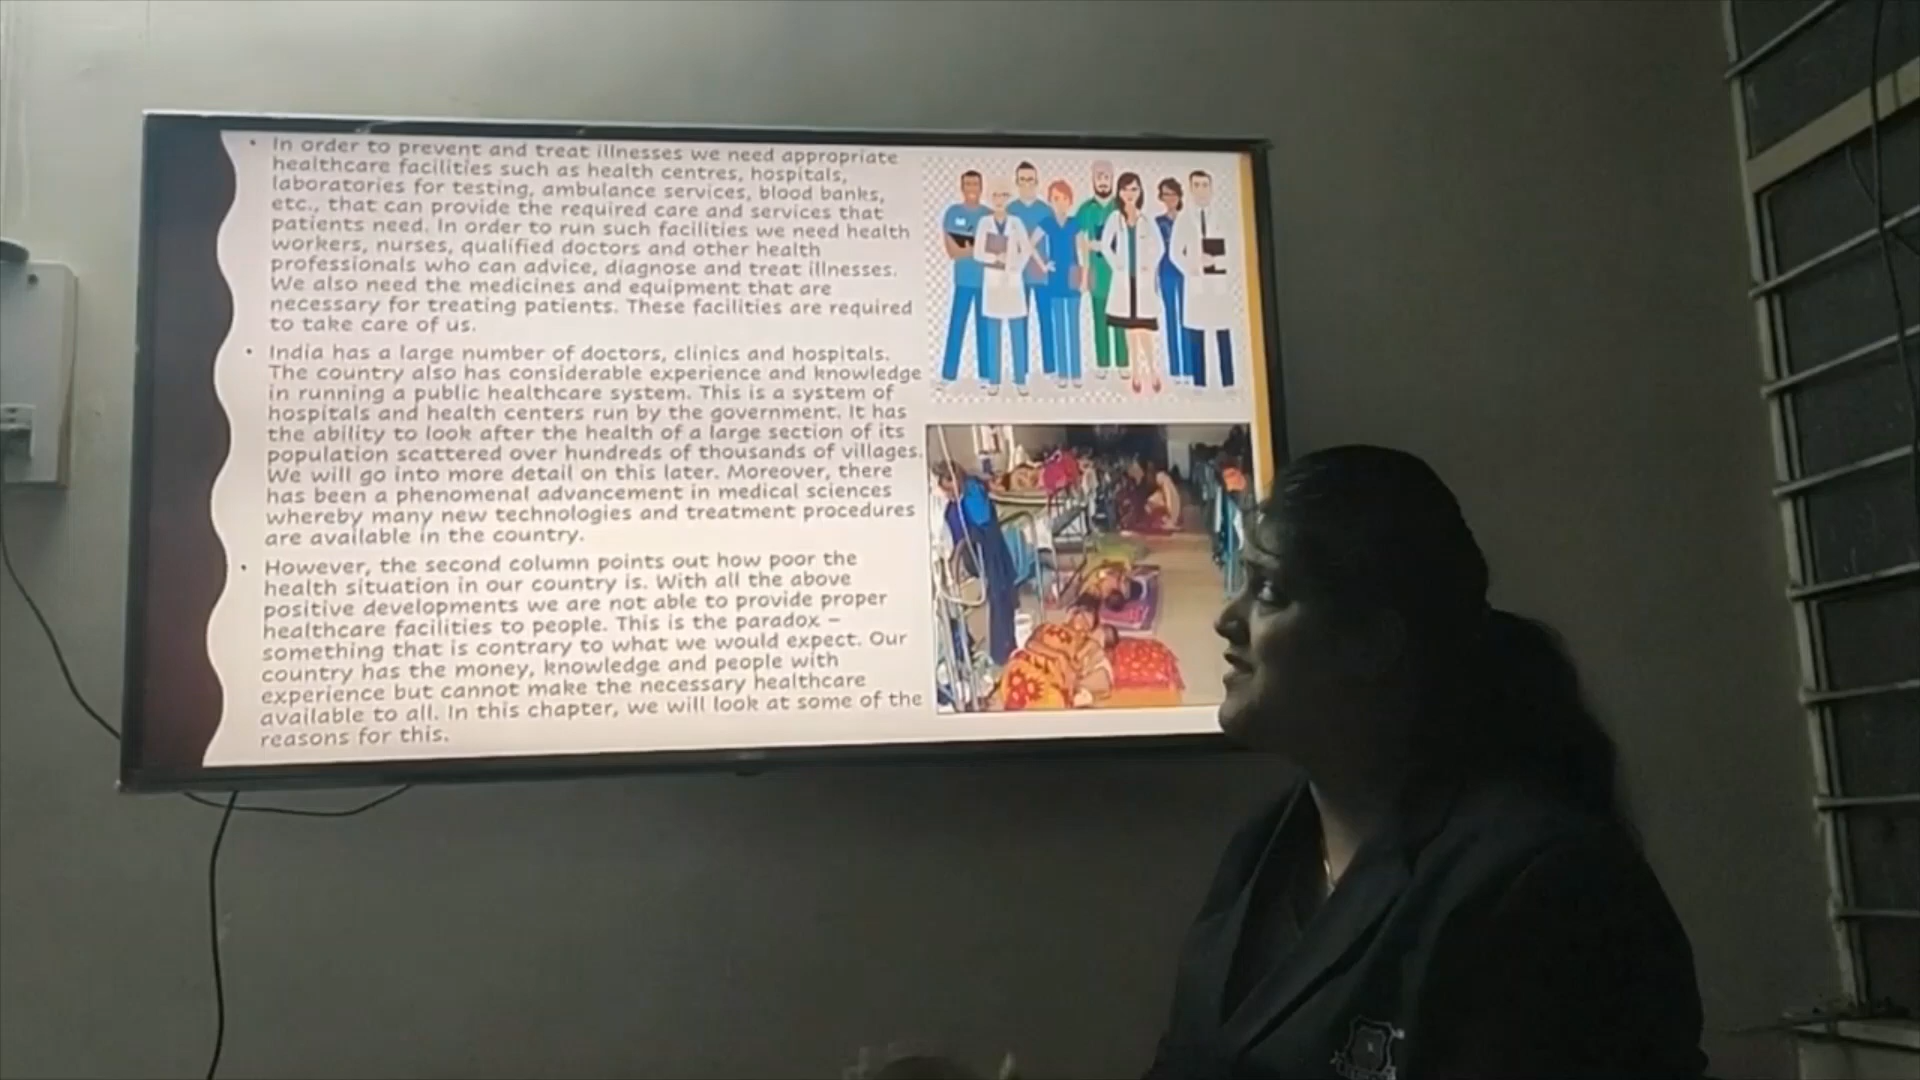 • In order to prevent and treat illnesses we need appropriate
healthcare facilities such as health centres, hospitals,
laboratories for testing, ambulance services, blood banks,
etc., that can provide the required care and services that
patients need. In order to run such facilities we need health
workers, nurses, qualified doctors and other health
professionals who can advice, diagnose and treat illnesses.
We also need the medicines and equipment that are
necessary for treating patients. These facilities are required
to take care of us.
• India has a large number of doctors, clinics and hospitals.
The country also has considerable experience and knowledge
in running a public healthcare system. This is a system of
hospitals and health centers run by the government. It has
the ability to look after the health of a large section of its
population scattered over hundreds of thousands of villages.
We will go into more detail on this later. Moreover, there
has been a phenomenal advancement in medical sciences
whereby many new technologies and treatment procedures
are available in the country.
• However, the second column points out how poor the
health situation in our country is. With all the above
positive developments we are not able to provide proper
healthcare facilities to people. This is the paradox –
something that is contrary to what we would expect. Our
country has the money, knowledge and people with
experience but cannot make the necessary healthcare
available to all. In this chapter, we will look at some of the
reasons for this.